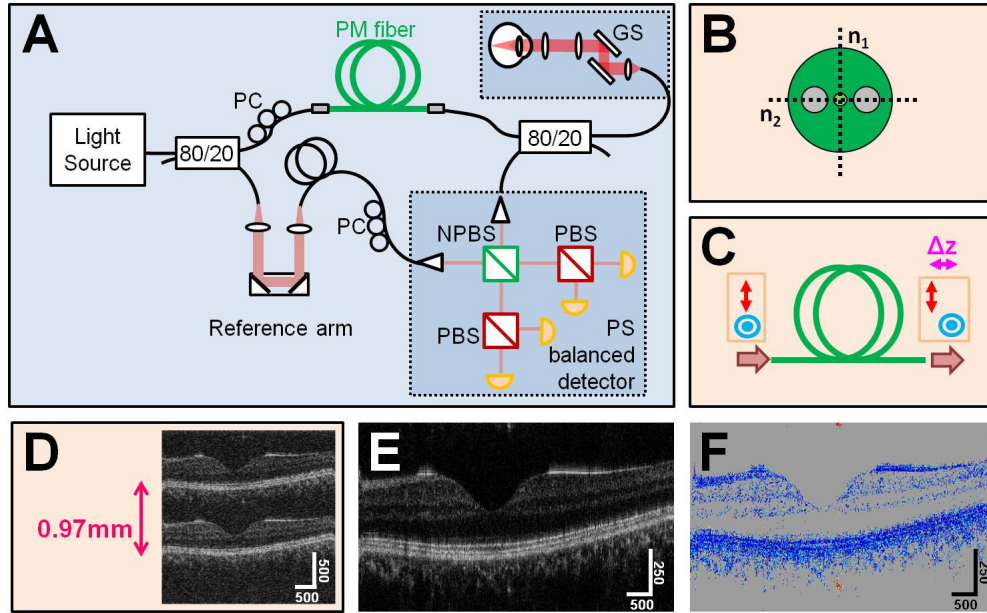 A
PM fiber
GS
PC
Light
Source
80/20
80/20
PC
NPBS
PBS
Reference arm
PBS
PS
balanced
detector
B
n1
n2
C
Δz
D
0.97mm
500
500
E
250
500
F
250
500